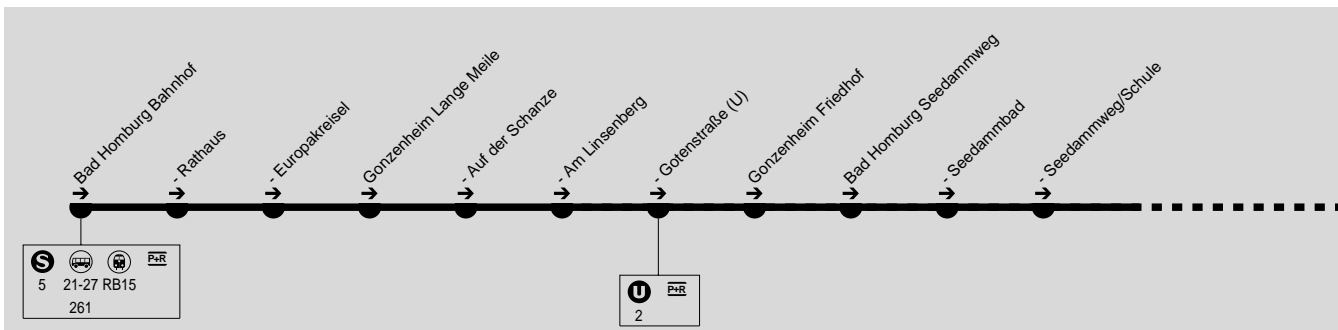 Bad Homburg Bahnhof
- Rathaus
- Europakreisel
Gonzenheim Lange Meile
- Auf der Schanze
- Am Linsenberg
- Gotenstraße (U)
Gonzenheim Friedhof
Bad Homburg Seedammweg
- Seedammbad
- Seedammweg/Schule
S P+R
5 21-27 RB15
261
U P+R
2